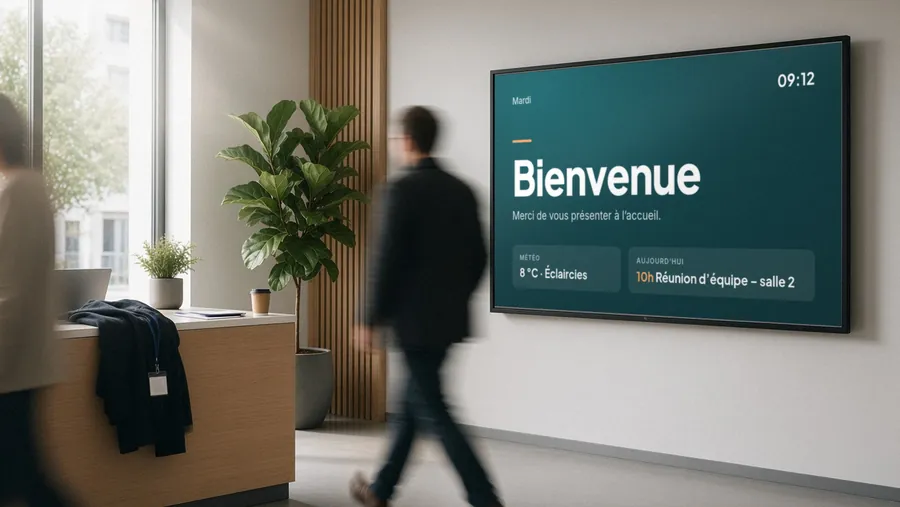 Mardi
09:12
Bienvenue
Merci de vous présenter à l'accueil.
MÉTÉO
8 °C · Éclaircies
AUJOURD'HUI
10h Réunion d'équipe – salle 2